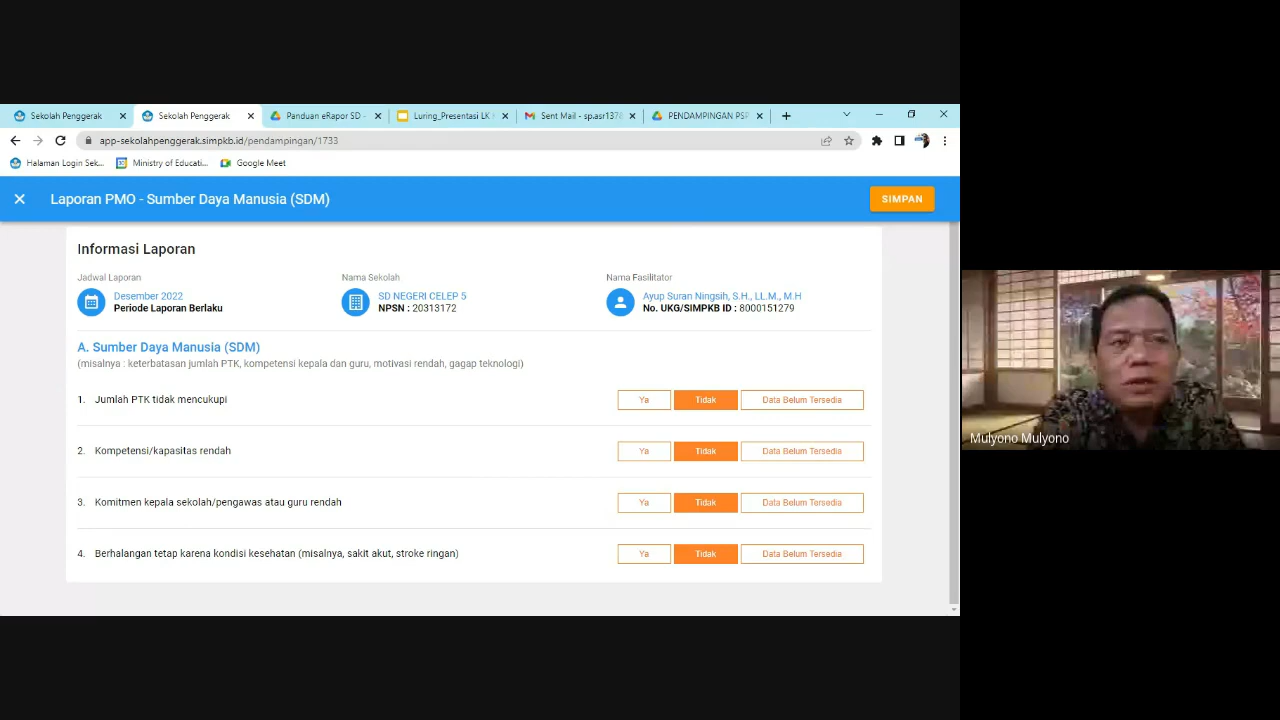 Sekolah Penggerak
Sekolah Penggerak
Panduan eRapor SD -
Luring_Presentasi LK
Sent Mail - sp.asr1378
PENDAMPINGAN PSP
app-sekolahpenggerak.simpkb.id/pendampingan/1733
Halaman Login Sek...
Ministry of Educati...
Google Meet
Laporan PMO - Sumber Daya Manusia (SDM)
SIMPAN
Informasi Laporan
Jadwal Laporan
Desember 2022
Periode Laporan Berlaku
Nama Sekolah
SD NEGERI CELEP 5
NPSN : 20313172
Nama Fasilitator
Ayup Suran Ningsih, S.H., LL.M., M.H
No. UKG/SIMPKB ID : 8000151279
A. Sumber Daya Manusia (SDM)
(misalnya : keterbatasan jumlah PTK, kompetensi kepala dan guru, motivasi rendah, gagap teknologi)
1. Jumlah PTK tidak mencukupi Ya Tidak Data Belum Tersedia
2. Kompetensi/kapasitas rendah Ya Tidak Data Belum Tersedia
3. Komitmen kepala sekolah/pengawas atau guru rendah Ya Tidak Data Belum Tersedia
4. Berhalangan tetap karena kondisi kesehatan (misalnya, sakit akut, stroke ringan) Ya Tidak Data Belum Tersedia
Mulyono Mulyono